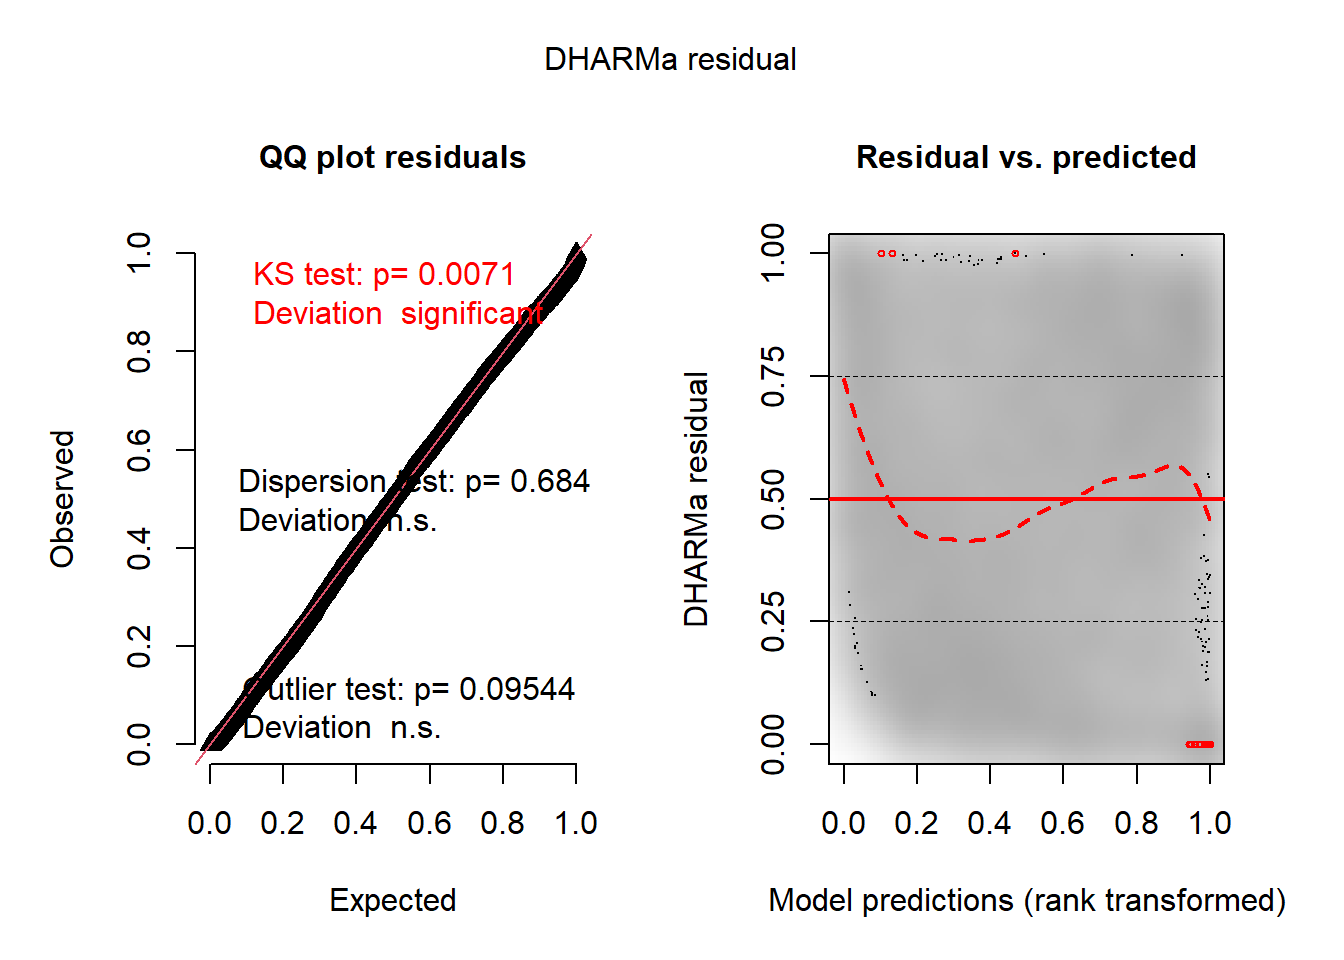 DHARMa residual
QQ plot residuals
KS test: p= 0.0071
Deviation  significant
Dispersion test: p= 0.684
Deviation  n.s.
Outlier test: p= 0.09544
Deviation  n.s.
Observed
0.0 0.2 0.4 0.6 0.8 1.0
0.0 0.2 0.4 0.6 0.8 1.0
Expected
Residual vs. predicted
DHARMa residual
0.00 0.25 0.50 0.75 1.00
0.0 0.2 0.4 0.6 0.8 1.0
Model predictions (rank transformed)